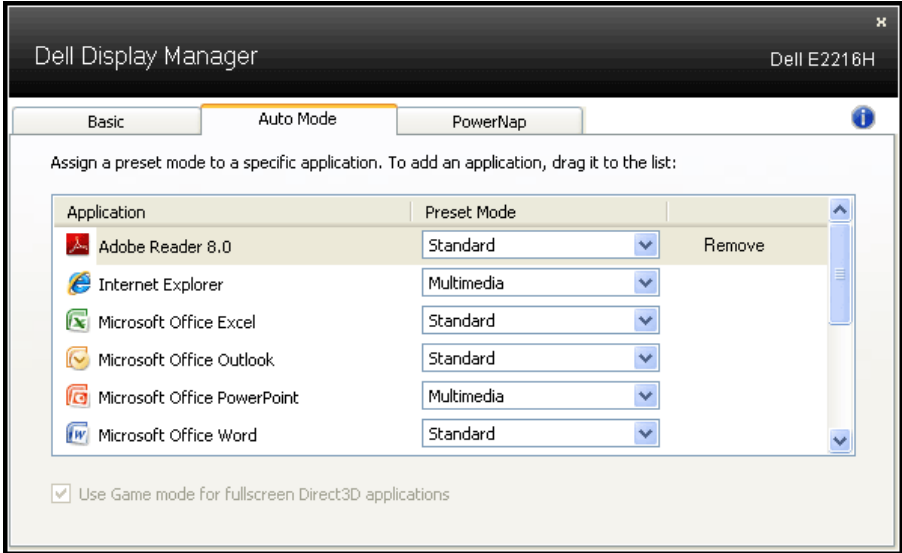 Dell Display Manager
Dell E2216H
Basic Auto Mode PowerNap
Assign a preset mode to a specific application. To add an application, drag it to the list:
Application Preset Mode
Adobe Reader 8.0 Standard Remove
Internet Explorer Multimedia
Microsoft Office Excel Standard
Microsoft Office Outlook Standard
Microsoft Office PowerPoint Multimedia
Microsoft Office Word Standard
Use Game mode for fullscreen Direct3D applications